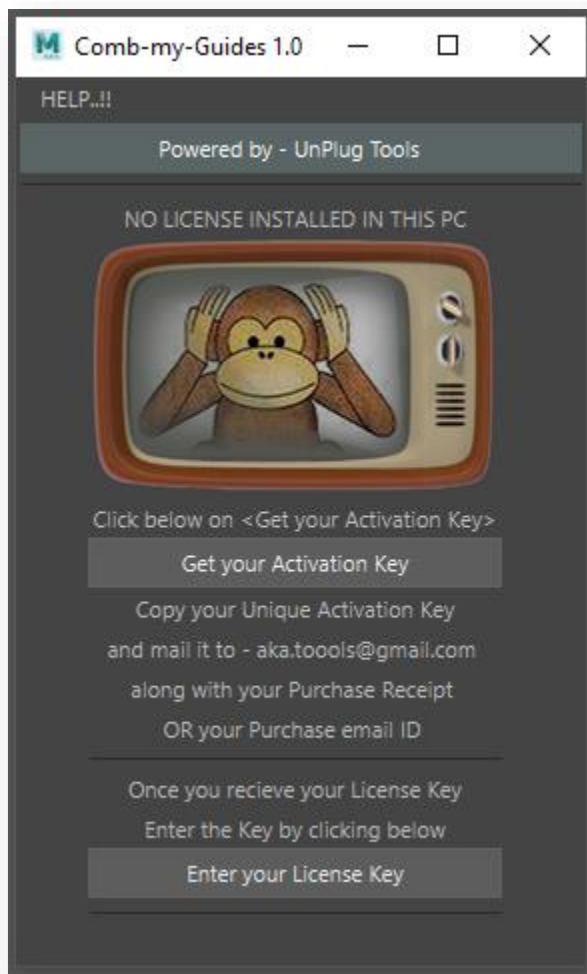 Comb-my-Guides 1.0
HELP..!!
Powered by - UnPlug Tools
NO LICENSE INSTALLED IN THIS PC
Click below on <Get your Activation Key>
Get your Activation Key
Copy your Unique Activation Key
and mail it to - aka.toools@gmail.com
along with your Purchase Receipt
OR your Purchase email ID
Once you recieve your License Key
Enter the Key by clicking below
Enter your License Key